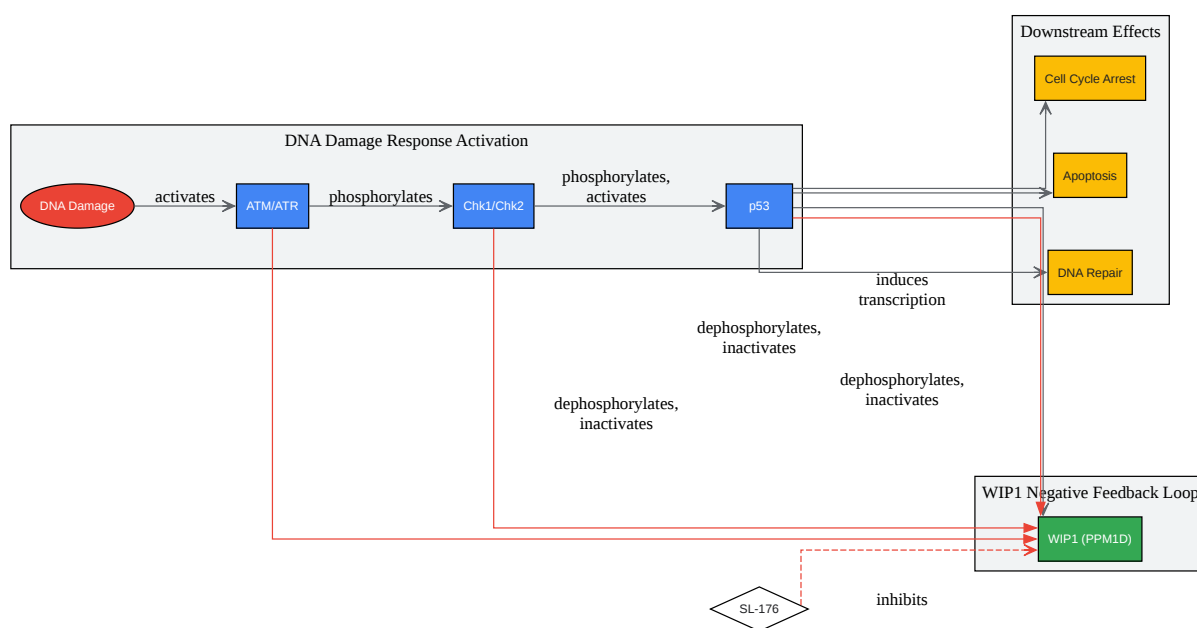 Downstream Effects
Cell Cycle Arrest
DNA Damage Response Activation
Apoptosis
phosphorylates,
activates
activates
phosphorylates
DNA Damage
ATM/ATR
Chk1/Chk2
p53
DNA Repair
induces
transcription
dephosphorylates,
inactivates
dephosphorylates,
inactivates
dephosphorylates,
inactivates
WIP1 Negative Feedback Loop
WIP1 (PPM1D)
inhibits
SL-176